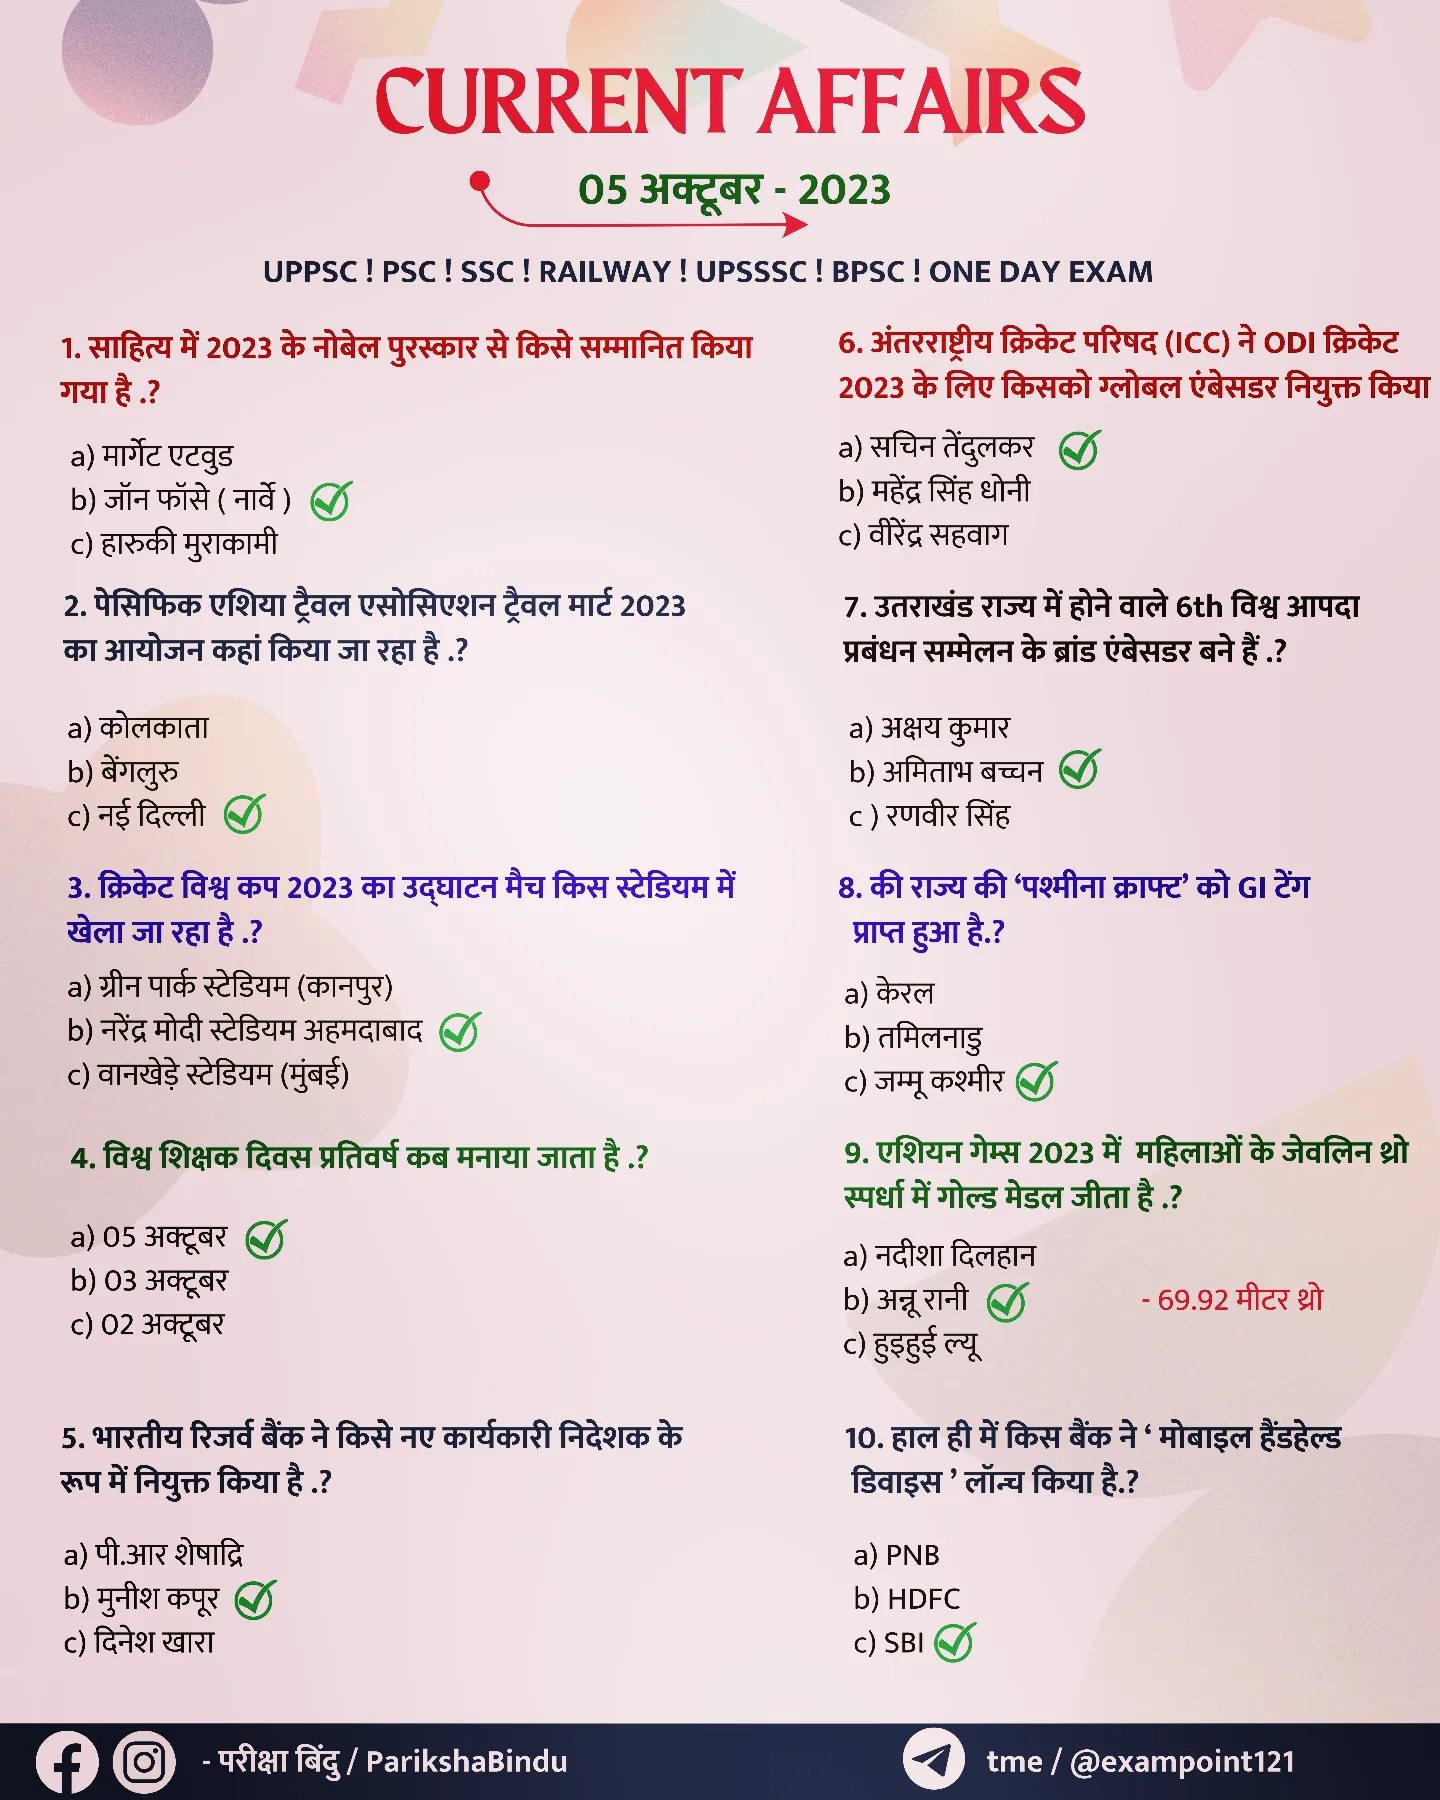 CURRENT AFFAIRS
05 अक्टूबर - 2023
UPPSC ! PSC ! SSC ! RAILWAY ! UPSSSC ! BPSC ! ONE DAY EXAM
1. साहित्य में 2023 के नोबेल पुरस्कार से किसे सम्मानित किया
गया है .?
a) मार्गेट एटवुड
b) जॉन फॉसे ( नार्वे )
c) हारुकी मुराकामी
2. पेसिफिक एशिया ट्रैवल एसोसिएशन ट्रैवल मार्ट 2023
का आयोजन कहां किया जा रहा है .?
a) कोलकाता
b) बेंगलुरु
c) नई दिल्ली
3. क्रिकेट विश्व कप 2023 का उद्घाटन मैच किस स्टेडियम में
खेला जा रहा है .?
a) ग्रीन पार्क स्टेडियम (कानपुर)
b) नरेंद्र मोदी स्टेडियम अहमदाबाद
c) वानखेड़े स्टेडियम (मुंबई)
4. विश्व शिक्षक दिवस प्रतिवर्ष कब मनाया जाता है .?
a) 05 अक्टूबर
b) 03 अक्टूबर
c) 02 अक्टूबर
5. भारतीय रिजर्व बैंक ने किसे नए कार्यकारी निदेशक के
रूप में नियुक्त किया है .?
a) पी.आर शेषाद्रि
b) मुनीश कपूर
c) दिनेश खारा
6. अंतरराष्ट्रीय क्रिकेट परिषद (ICC) ने ODI क्रिकेट
2023 के लिए किसको ग्लोबल एंबेसडर नियुक्त किया
a) सचिन तेंदुलकर
b) महेंद्र सिंह धोनी
c) वीरेंद्र सहवाग
7. उतराखंड राज्य में होने वाले 6th विश्व आपदा
प्रबंधन सम्मेलन के ब्रांड एंबेसडर बने हैं .?
a) अक्षय कुमार
b) अमिताभ बच्चन
c ) रणवीर सिंह
8. की राज्य की ‘पश्मीना क्राफ्ट’ को GI टेंग
प्राप्त हुआ है.?
a) केरल
b) तमिलनाडु
c) जम्मू कश्मीर
9. एशियन गेम्स 2023 में महिलाओं के जेवलिन थ्रो
स्पर्धा में गोल्ड मेडल जीता है .?
a) नदीशा दिलहान
b) अन्नू रानी - 69.92 मीटर थ्रो
c) हुइहुई ल्यू
10. हाल ही में किस बैंक ने ‘ मोबाइल हैंडहेल्ड
डिवाइस ’ लॉन्च किया है.?
a) PNB
b) HDFC
c) SBI
- परीक्षा बिंदु / ParikshaBindu
tme / @exampoint121